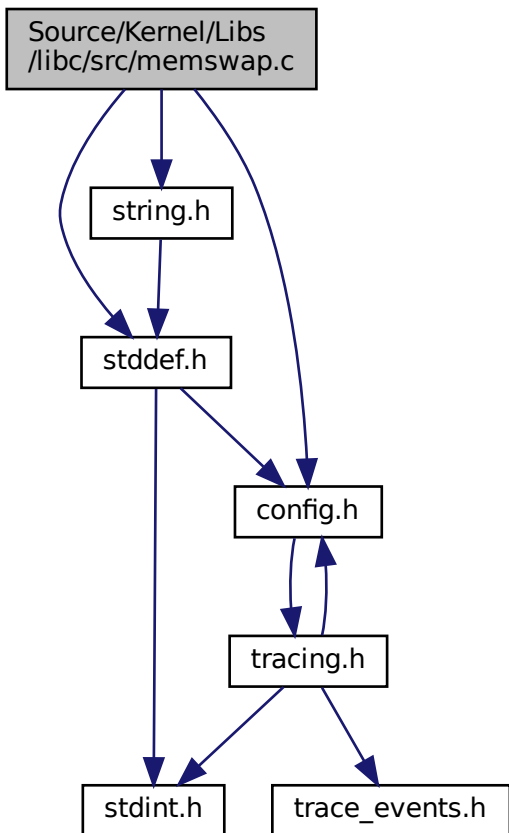 Source/Kernel/Libs
/libc/src/memswap.c
string.h
stddef.h
config.h
tracing.h
stdint.h
trace_events.h